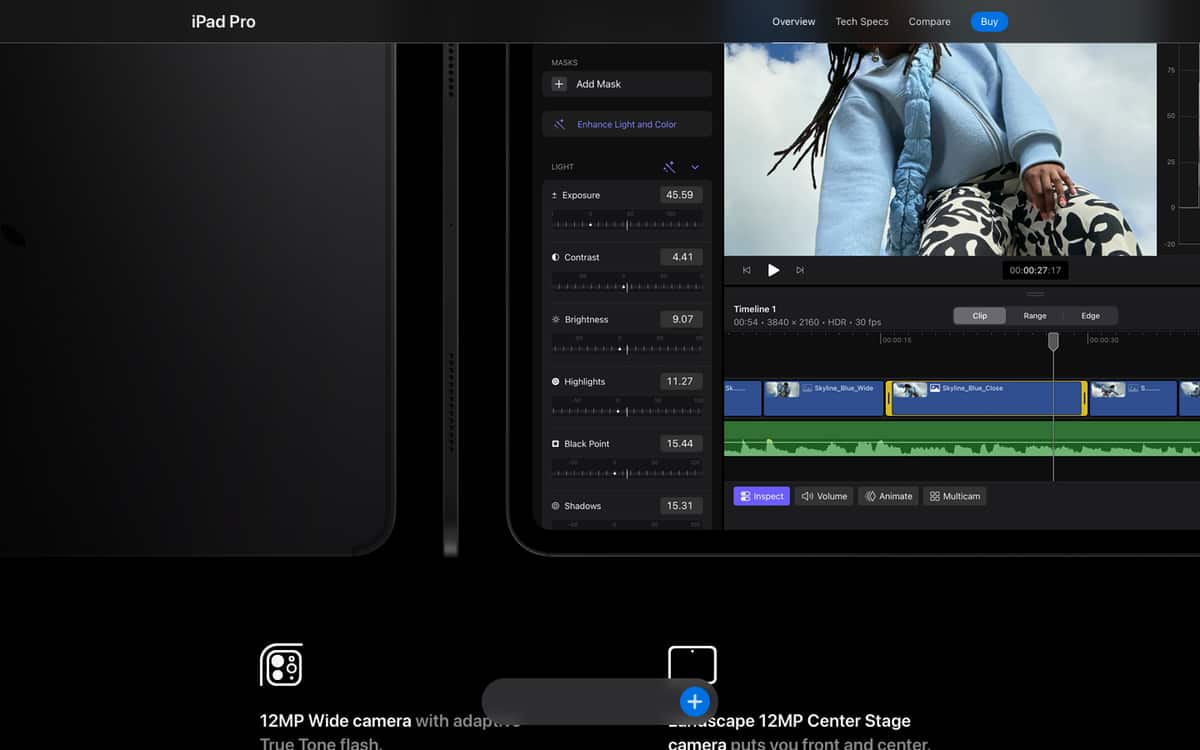 iPad Pro
Overview
Tech Specs
Compare
Buy
MASKS
Add Mask
Enhance Light and Color
LIGHT
Exposure
45.59
Contrast
4.41
Brightness
9.07
Highlights
11.27
Black Point
15.44
Shadows
15.31
75
50
25
0
-20
00:00:27:17
Timeline 1
00:54 • 3840 × 2160 • HDR • 30 fps
Clip
Range
Edge
00:00:15
00:00:30
Skyline_Blue_Wide
Skyline_Blue_Close
Inspect
Volume
Animate
Multicam
12MP Wide camera with adaptive
True Tone flash.
Landscape 12MP Center Stage
camera puts you front and center.